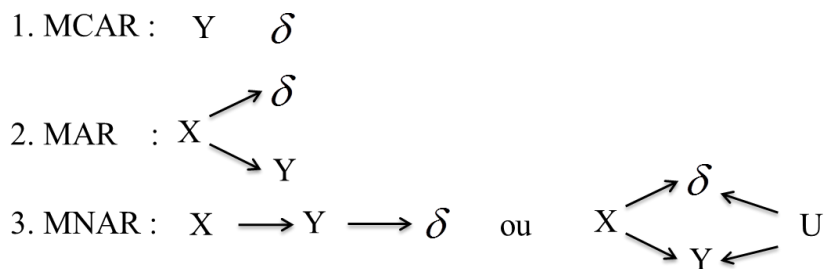 1. MCAR : Y δ
δ
2. MAR : X
Y
3. MNAR : X Y δ ou X δ U
Y